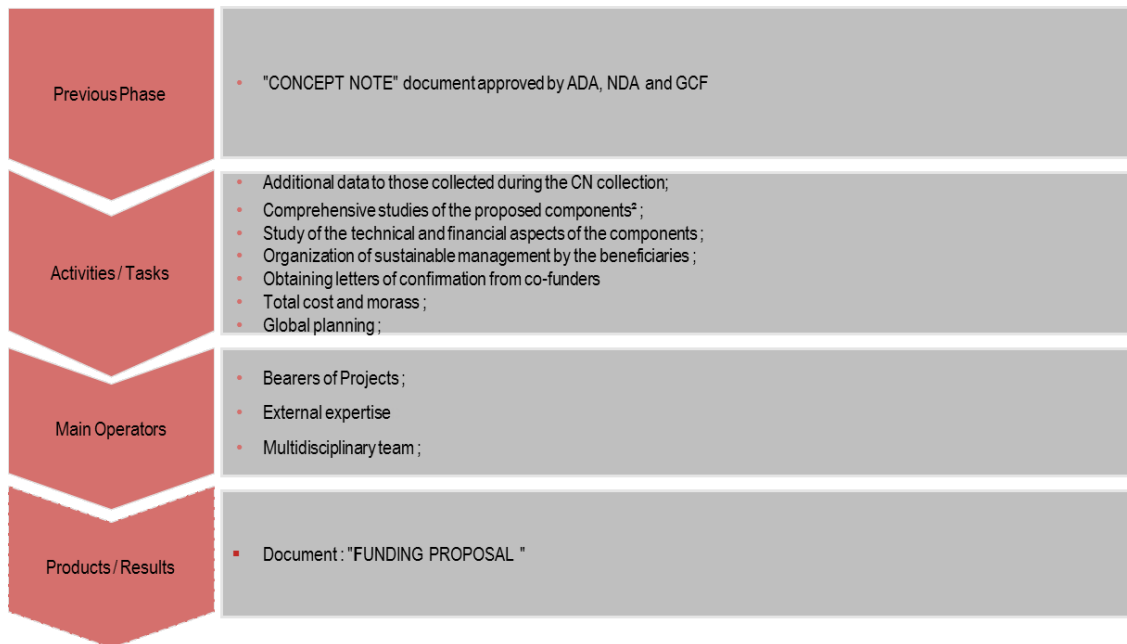 Previous Phase
• "CONCEPT NOTE" document approved by ADA, NDA and GCF
Activities / Tasks
• Additional data to those collected during the CN collection;
• Comprehensive studies of the proposed components² ;
• Study of the technical and financial aspects of the components ;
• Organization of sustainable management by the beneficiaries ;
• Obtaining letters of confirmation from co-funders
• Total cost and morass ;
• Global planning ;
Main Operators
• Bearers of Projects ;
• External expertise
• Multidisciplinary team ;
Products / Results
▪ Document : "FUNDING PROPOSAL "